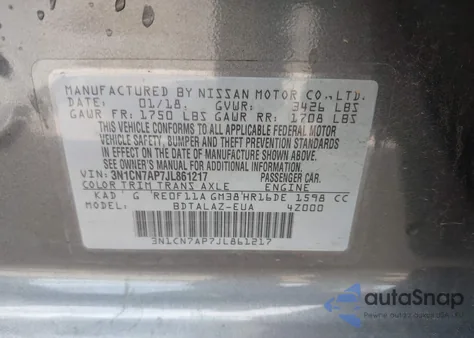 MANUFACTURED BY NISSAN MOTOR CO.,LTD.
DATE: 01/18. GVWR: 3426 LBS
GAWR FR: 1750 LBS GAWR RR: 1708 LBS
THIS VEHICLE CONFORMS TO ALL APPLICABLE FEDERAL MOTOR
VEHICLE SAFETY, BUMPER, AND THEFT PREVENTION STANDARDS
IN EFFECT ON THE DATE OF MANUFACTURE SHOWN ABOVE.
SEE OWNER'S MANUAL FOR ADDITIONAL INFORMATION.
VIN: 3N1CN7AP7JL861217 PASSENGER CAR.
COLOR TRIM TRANS AXLE ENGINE
KAD G RE0F11A GM38 HR16DE 1598 CC
MODEL: BDTALAZ-EUA 4Z000
3N1CN7AP7JL861217
autoSnap